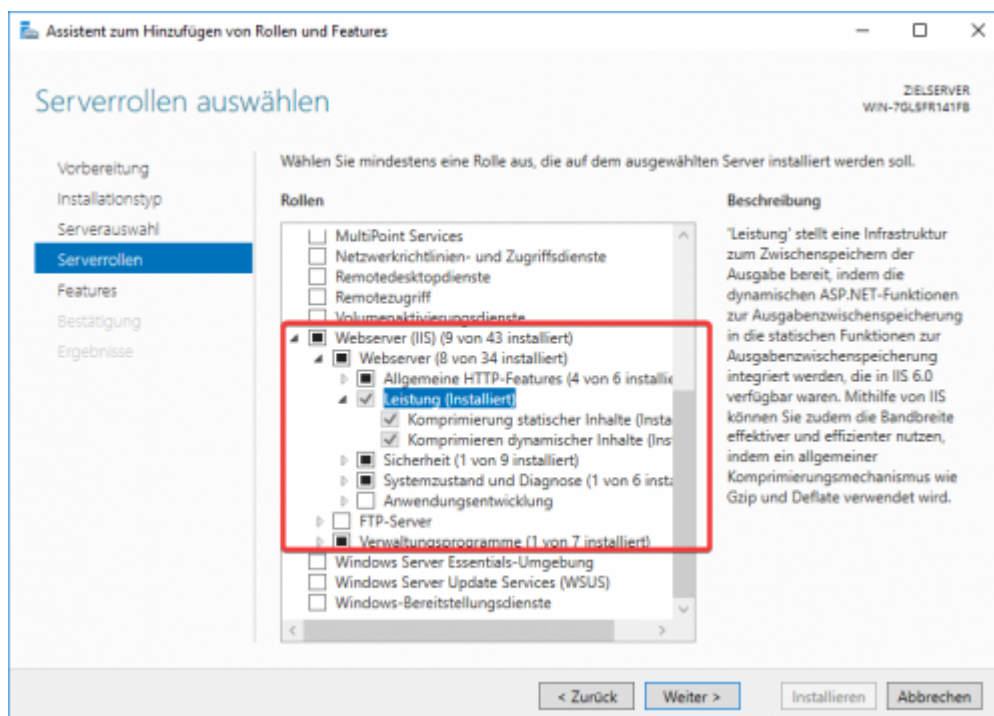 Assistent zum Hinzufügen von Rollen und Features
Serverrollen auswählen
ZIELSERVER
WIN-7GLSFR141FB
Vorbereitung
Installationstyp
Serverauswahl
Serverrollen
Features
Bestätigung
Ergebnisse
Wählen Sie mindestens eine Rolle aus, die auf dem ausgewählten Server installiert werden soll.
Rollen
MultiPoint Services
Netzwerkrichtlinien- und Zugriffsdienste
Remotedesktopdienste
Remotezugriff
Volumenaktivierungsdienste
Webserver (IIS) (9 von 43 installiert)
Webserver (8 von 34 installiert)
Allgemeine HTTP-Features (4 von 6 installie
Leistung (Installiert)
Komprimierung statischer Inhalte (Insta
Komprimieren dynamischer Inhalte (Ins
Sicherheit (1 von 9 installiert)
Systemzustand und Diagnose (1 von 6 insta
Anwendungsentwicklung
FTP-Server
Verwaltungsprogramme (1 von 7 installiert)
Windows Server Essentials-Umgebung
Windows Server Update Services (WSUS)
Windows-Bereitstellungsdienste
Beschreibung
'Leistung' stellt eine Infrastruktur
zum Zwischenspeichern der
Ausgabe bereit, indem die
dynamischen ASP.NET-Funktionen
zur Ausgabenzwischenspeicherung
in die statischen Funktionen zur
Ausgabenzwischenspeicherung
integriert werden, die in IIS 6.0
verfügbar waren. Mithilfe von IIS
können Sie zudem die Bandbreite
effektiver und effizienter nutzen,
indem ein allgemeiner
Komprimierungsmechanismus wie
Gzip und Deflate verwendet wird.
< Zurück
Weiter >
Installieren
Abbrechen